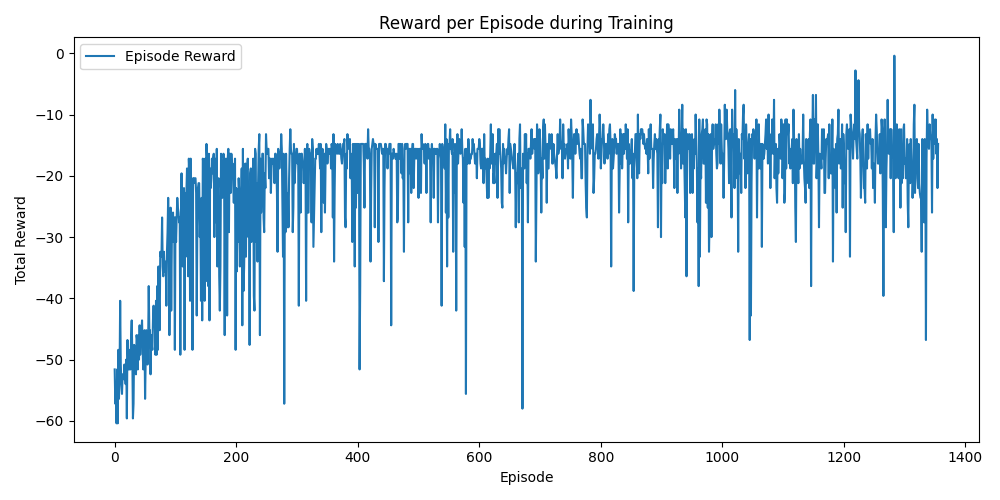 Reward per Episode during Training
Episode Reward
Total Reward
0
−10
−20
−30
−40
−50
−60
0 200 400 600 800 1000 1200 1400
Episode